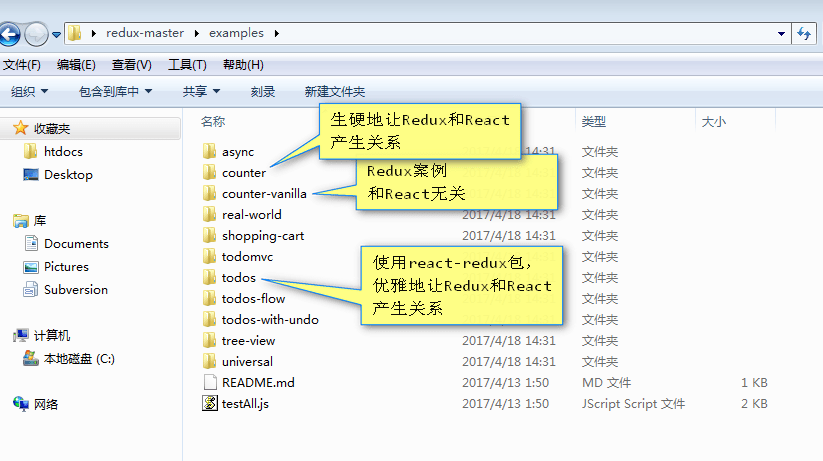 redux-master examples
文件(F) 编辑(E) 查看(V) 工具(T) 帮助(H)
组织 包含到库中 共享 刻录 新建文件夹
收藏夹
htdocs
Desktop
库
Documents
Pictures
Subversion
计算机
本地磁盘 (C:)
网络
名称 类型 大小
生硬地让Redux和React
产生关系
async 14:31 文件夹
counter 文件夹
Redux案例
和React无关
counter-vanilla 文件夹
real-world 2017/4/18 14:31 文件夹
shopping-cart 2017/4/18 14:31 文件夹
todomvc 文件夹
使用react-redux包，
优雅地让Redux和React
产生关系
todos 文件夹
todos-flow 文件夹
todos-with-undo 文件夹
tree-view 2017/4/18 14:31 文件夹
universal 2017/4/18 14:31 文件夹
README.md 2017/4/13 1:50 MD 文件 1 KB
testAll.js 2017/4/13 1:50 JScript Script 文件 2 KB